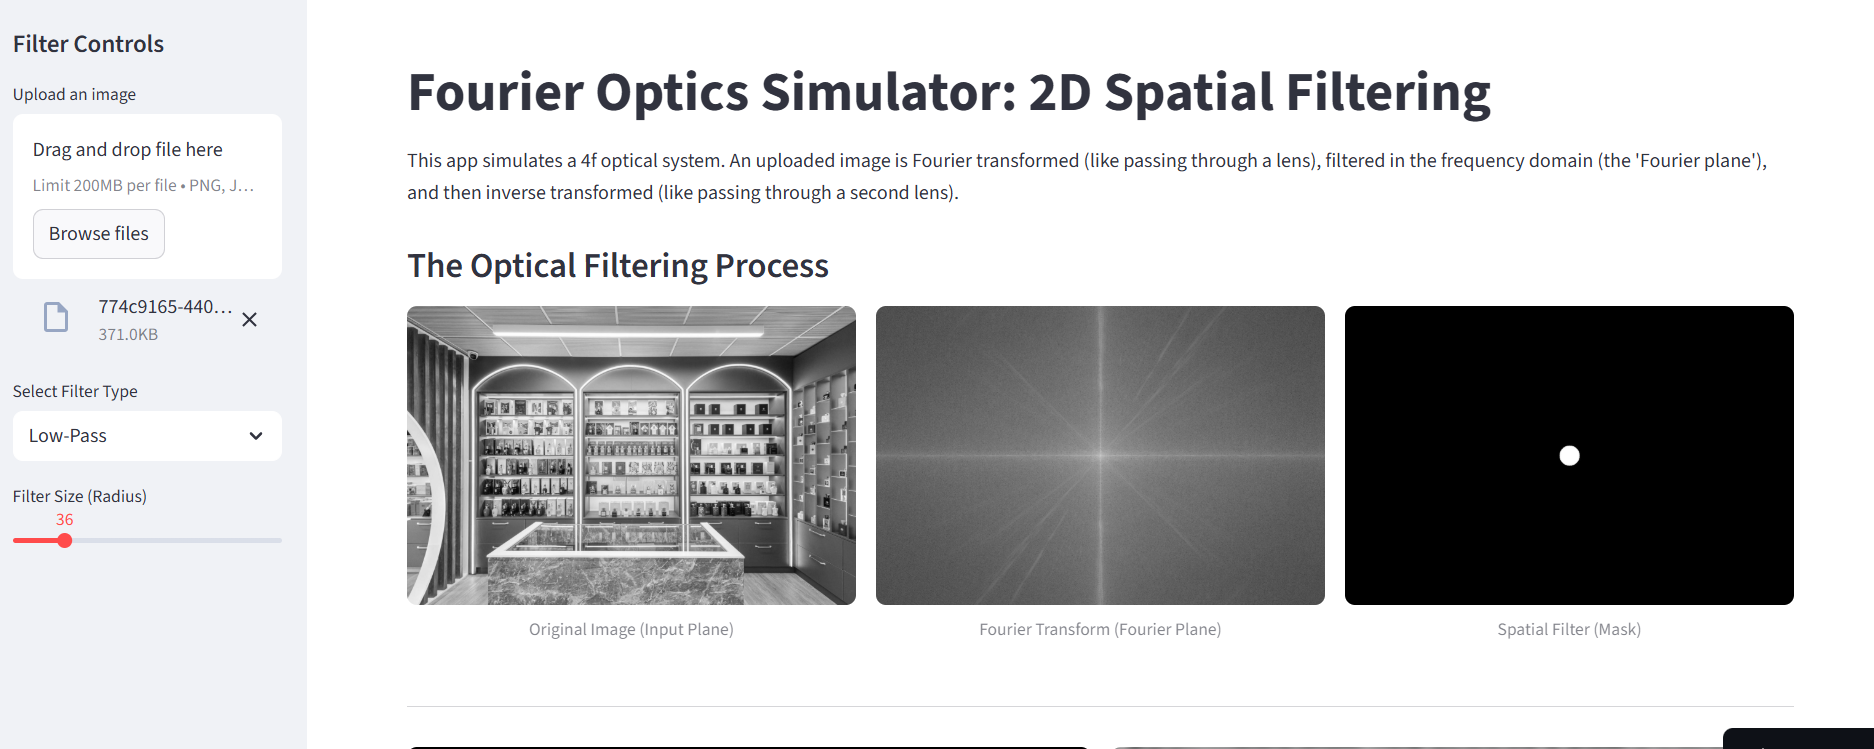 Filter Controls
Upload an image
Drag and drop file here
Limit 200MB per file • PNG, J...
Browse files
774c9165-440...
371.0KB
Select Filter Type
Low-Pass
Filter Size (Radius)
36
Fourier Optics Simulator: 2D Spatial Filtering
This app simulates a 4f optical system. An uploaded image is Fourier transformed (like passing through a lens), filtered in the frequency domain (the 'Fourier plane'),
and then inverse transformed (like passing through a second lens).
The Optical Filtering Process
Original Image (Input Plane)
Fourier Transform (Fourier Plane)
Spatial Filter (Mask)